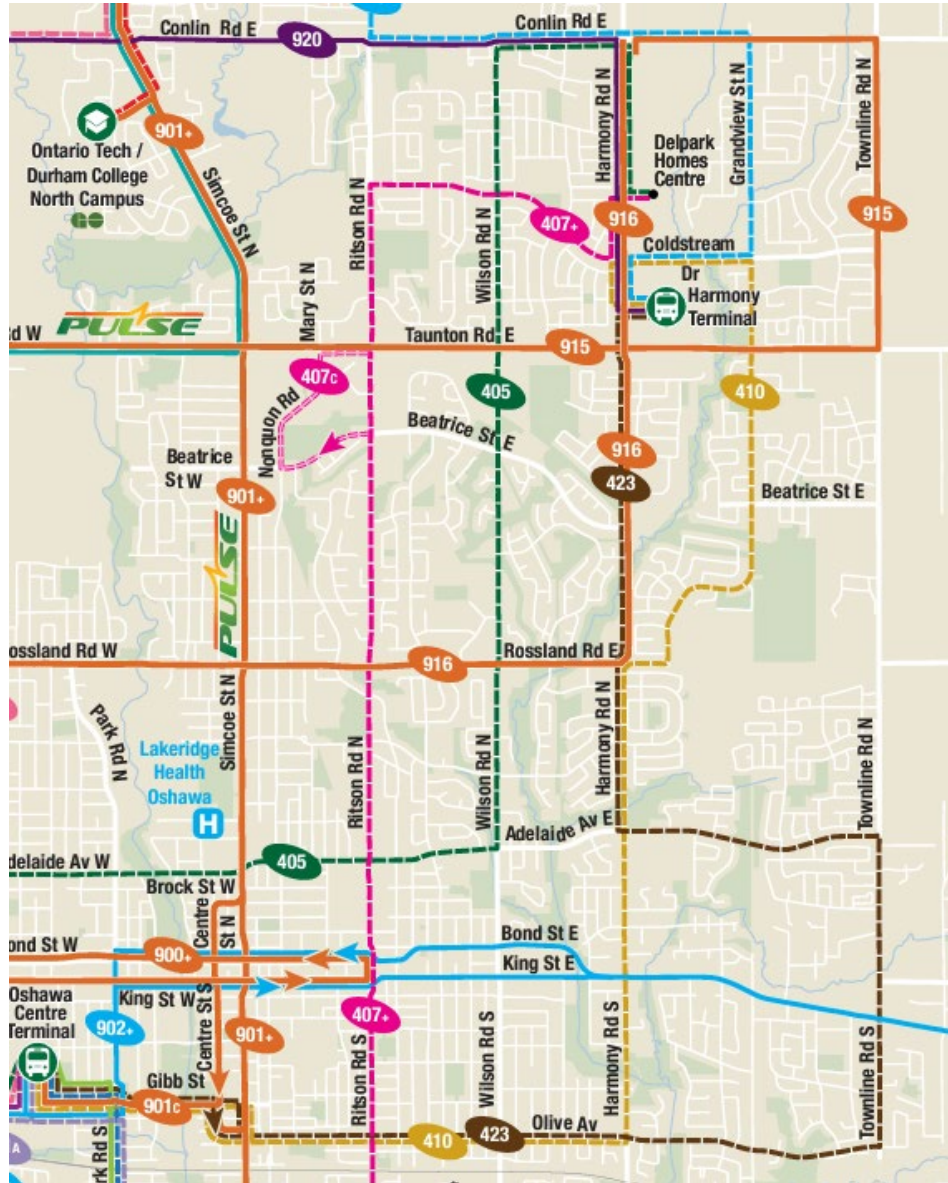 Conlin Rd E
920
Conlin Rd E
901+
Ontario Tech /
Durham College
North Campus
GO
Simcoe St N
Ritson Rd N
Wilson Rd N
Harmony Rd N
Delpark
Homes
Centre
Grandview St N
Townline Rd N
407+
916
915
Coldstream
Dr
Harmony
Terminal
PULSE
Mary St N
d W
Taunton Rd E
915
407C
Nonquon Rd
405
410
Beatrice St E
916
423
Beatrice
St W
901+
Beatrice St E
PULSE
ossland Rd W
916
Rossland Rd E
Park Rd N
Simcoe St N
Lakeridge
Health
Oshawa
H
Ritson Rd N
Wilson Rd N
Harmony Rd N
Townline Rd N
Adelaide Av E
delaide Av W
405
Brock St W
Centre
St N
ond St W
900+
Bond St E
King St E
Oshawa
Centre
Terminal
King St W
902+
Centre St S
901+
407+
Ritson Rd S
Wilson Rd S
Harmony Rd S
Townline Rd S
Gibb St
901C
410
423
Olive Av
A
rk Rd S